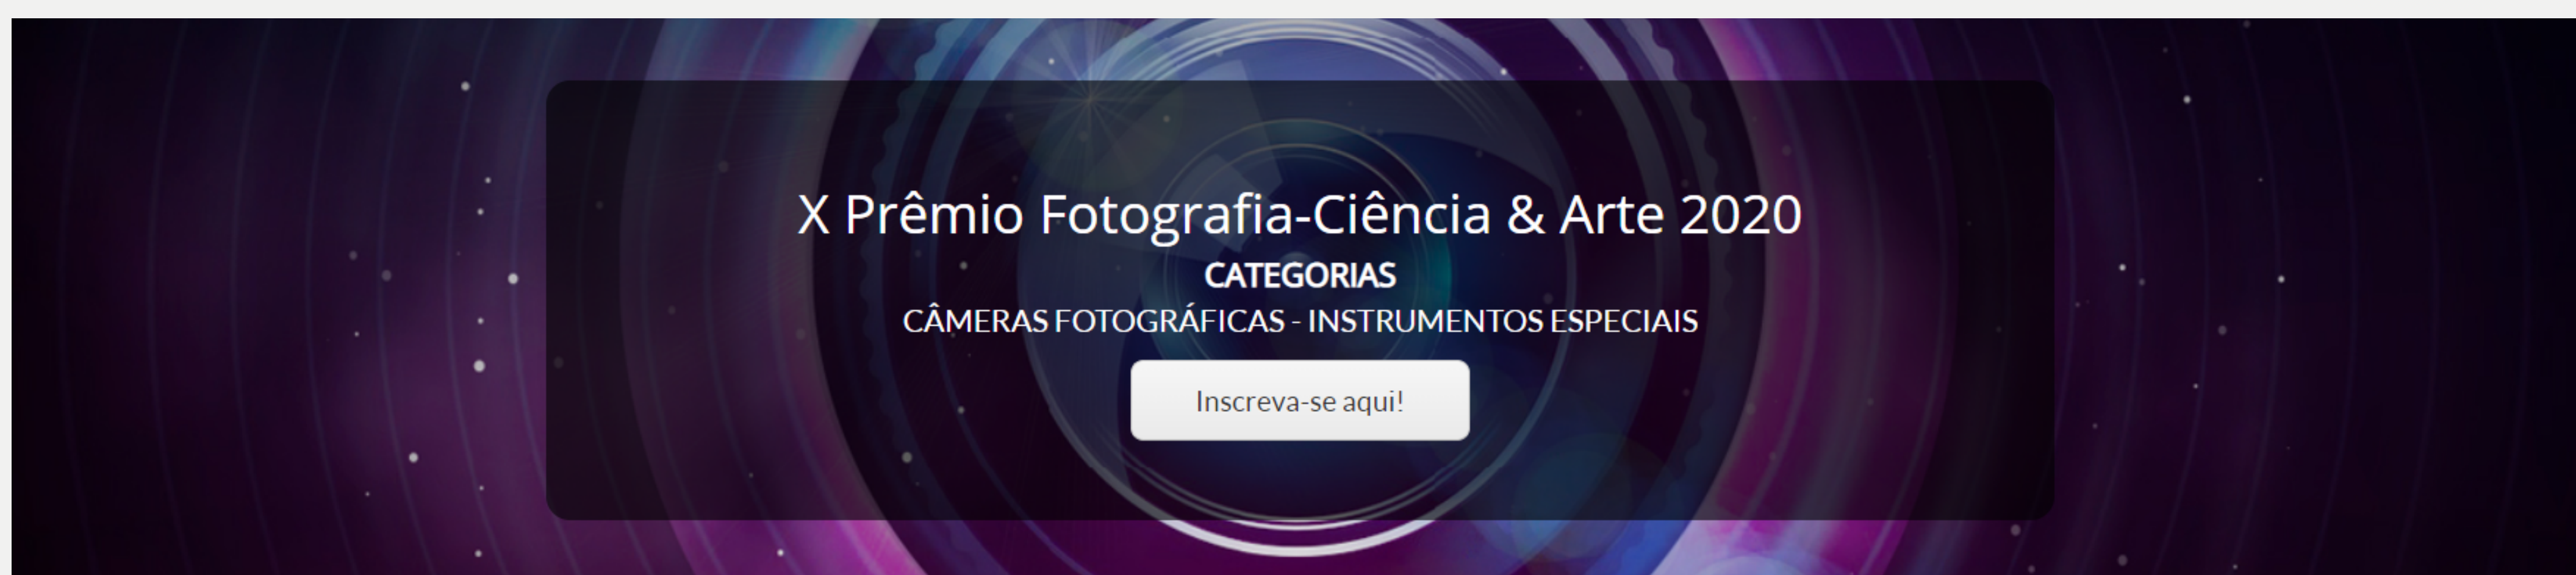 X Prêmio Fotografia-Ciência & Arte 2020
CATEGORIAS
CÂMERAS FOTOGRÁFICAS - INSTRUMENTOS ESPECIAIS
Inscreva-se aqui!